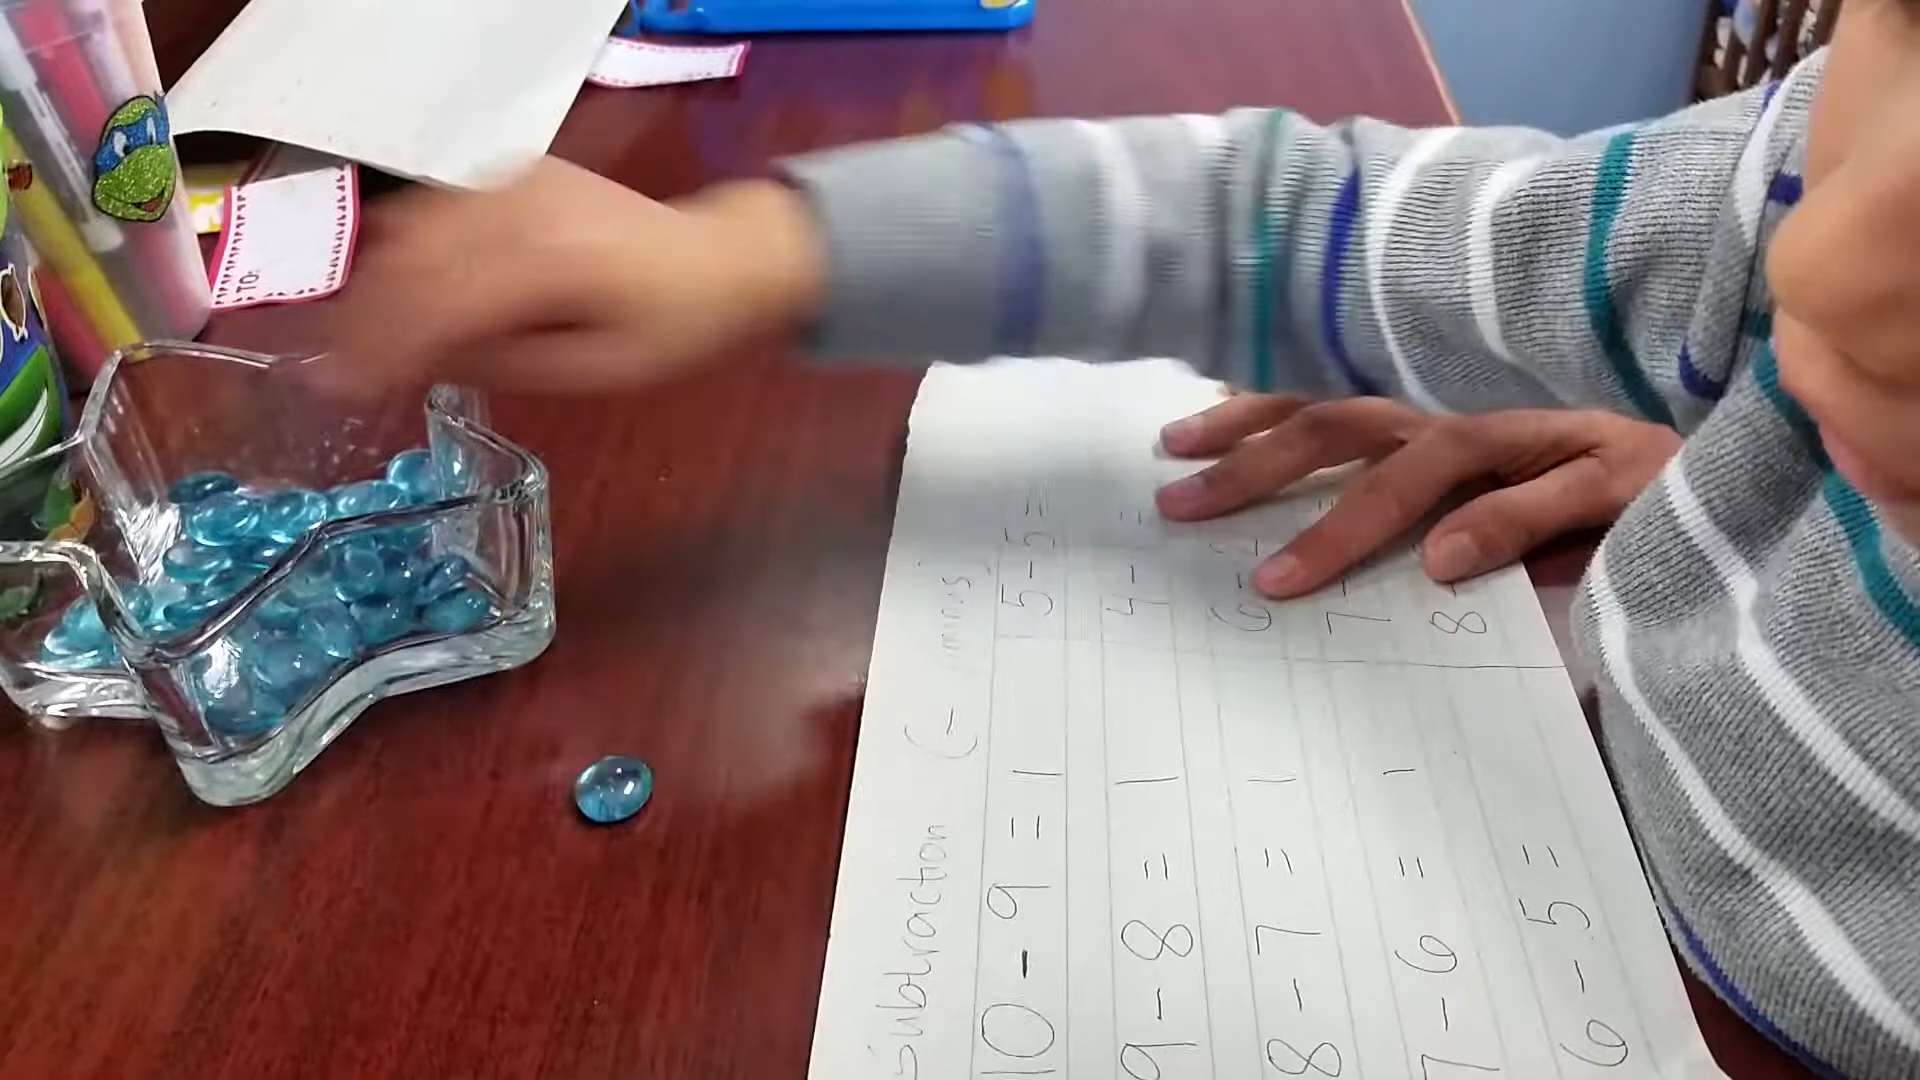 Subtraction (- minus)
10 - 9 = 1
9 - 8 = 1
8 - 7 = 1
7 - 6 = 1
6 - 5 =
5 - 5 =
4 - =
6 - 2 =
7 -
8 -
TO: